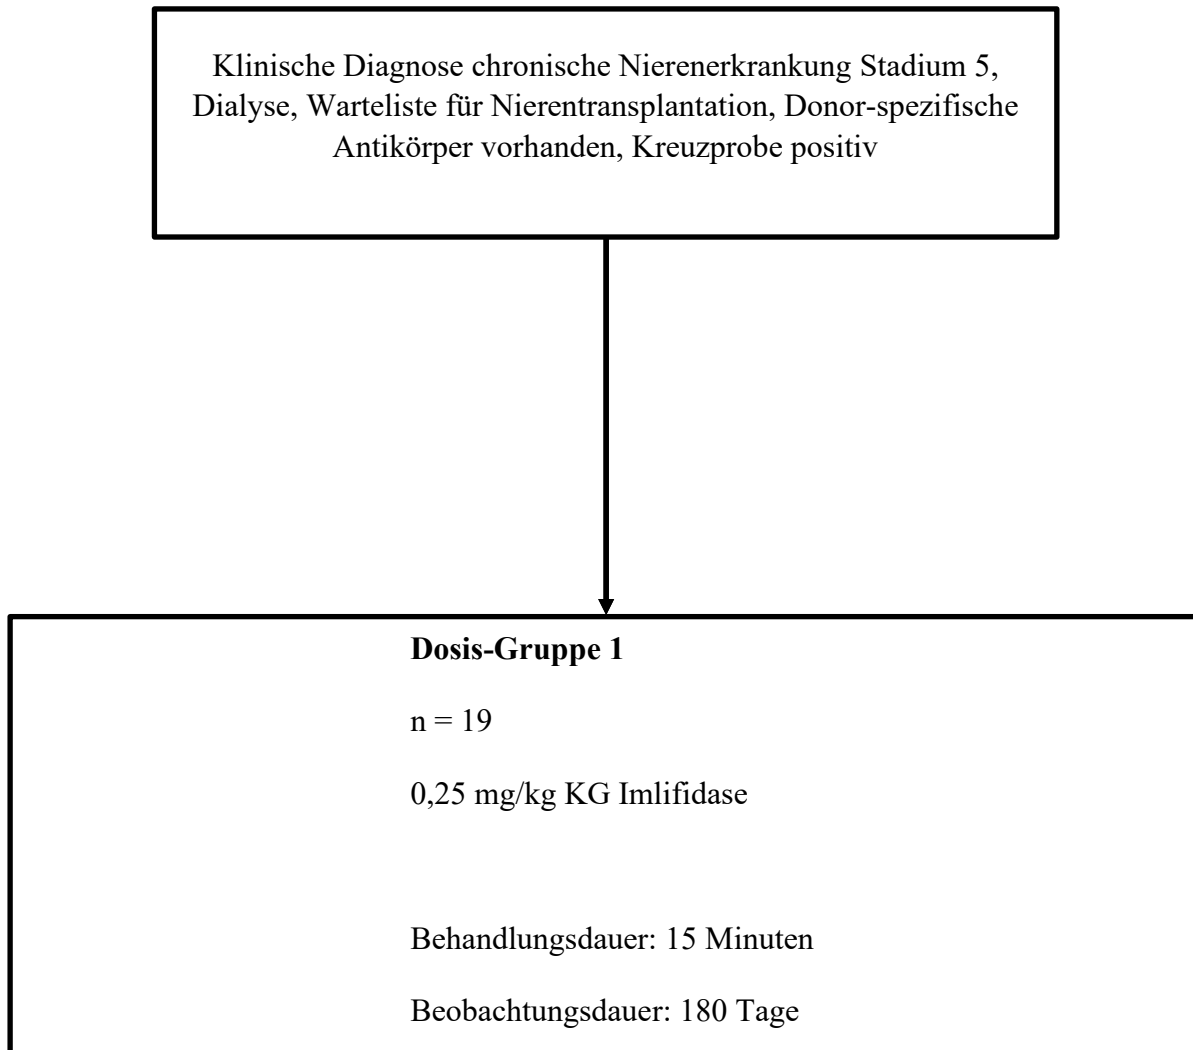 Klinische Diagnose chronische Nierenerkrankung Stadium 5,
Dialyse, Warteliste für Nierentransplantation, Donor-spezifische
Antikörper vorhanden, Kreuzprobe positiv
Dosis-Gruppe 1
n = 19
0,25 mg/kg KG Imlifidase
Behandlungsdauer: 15 Minuten
Beobachtungsdauer: 180 Tage